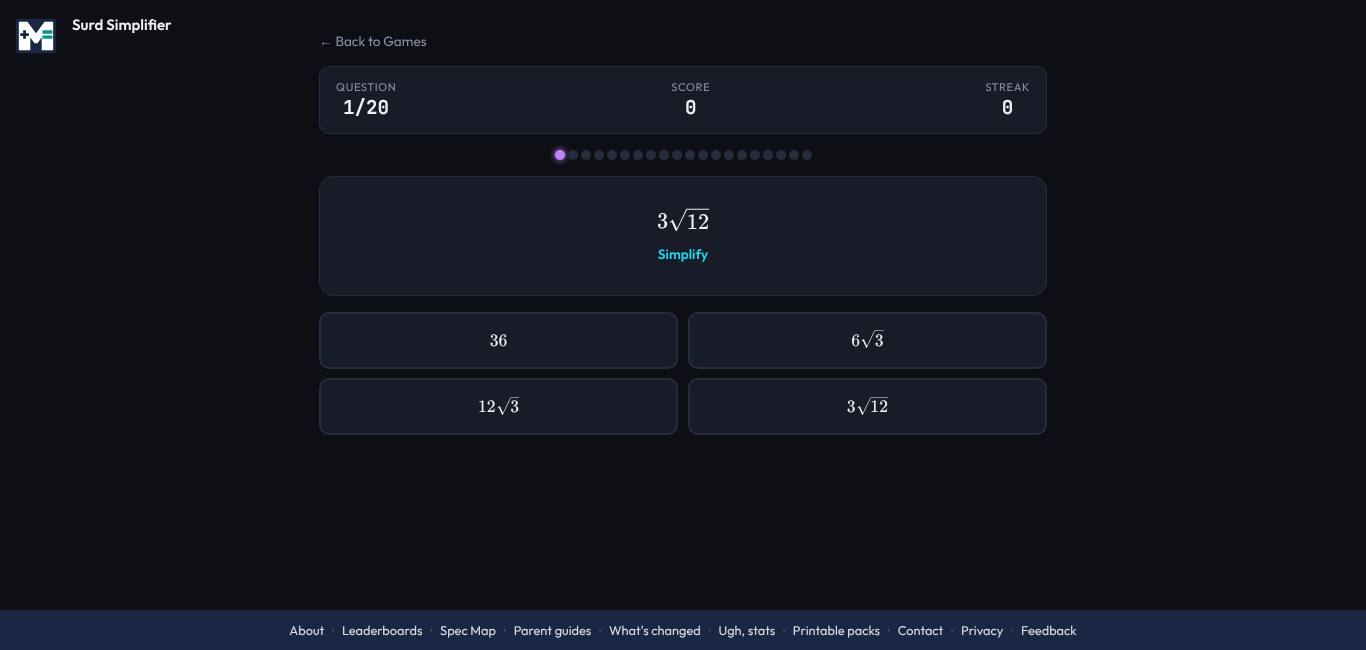 Surd Simplifier
← Back to Games
QUESTION SCORE STREAK
1/20 0 0
3√12
Simplify
36 6√3
12√3 3√12
About · Leaderboards · Spec Map · Parent guides · What's changed · Ugh, stats · Printable packs · Contact · Privacy · Feedback